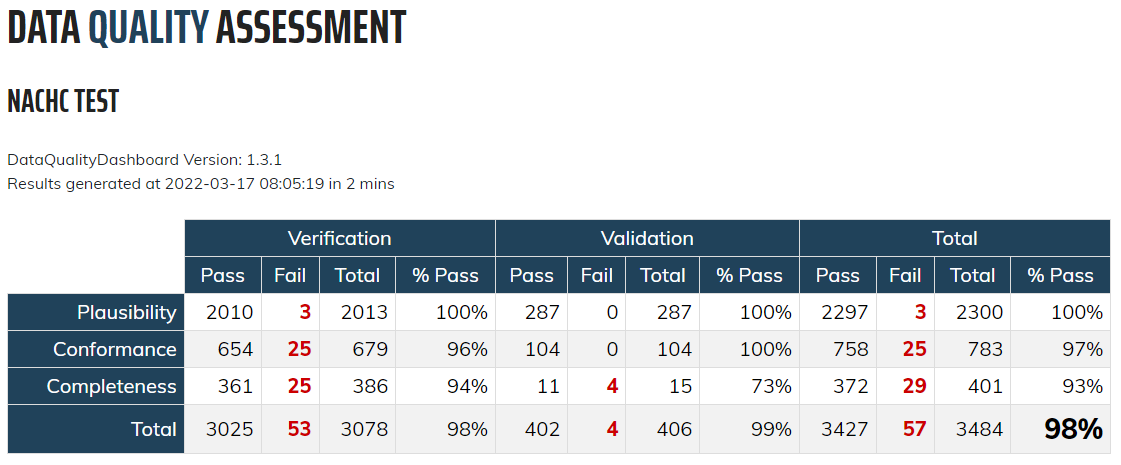 DATA QUALITY ASSESSMENT
NACHC TEST
DataQualityDashboard Version: 1.3.1
Results generated at 2022-03-17 08:05:19 in 2 mins
Verification Validation Total
Pass Fail Total % Pass Pass Fail Total % Pass Pass Fail Total % Pass
Plausibility 2010 3 2013 100% 287 0 287 100% 2297 3 2300 100%
Conformance 654 25 679 96% 104 0 104 100% 758 25 783 97%
Completeness 361 25 386 94% 11 4 15 73% 372 29 401 93%
Total 3025 53 3078 98% 402 4 406 99% 3427 57 3484 98%